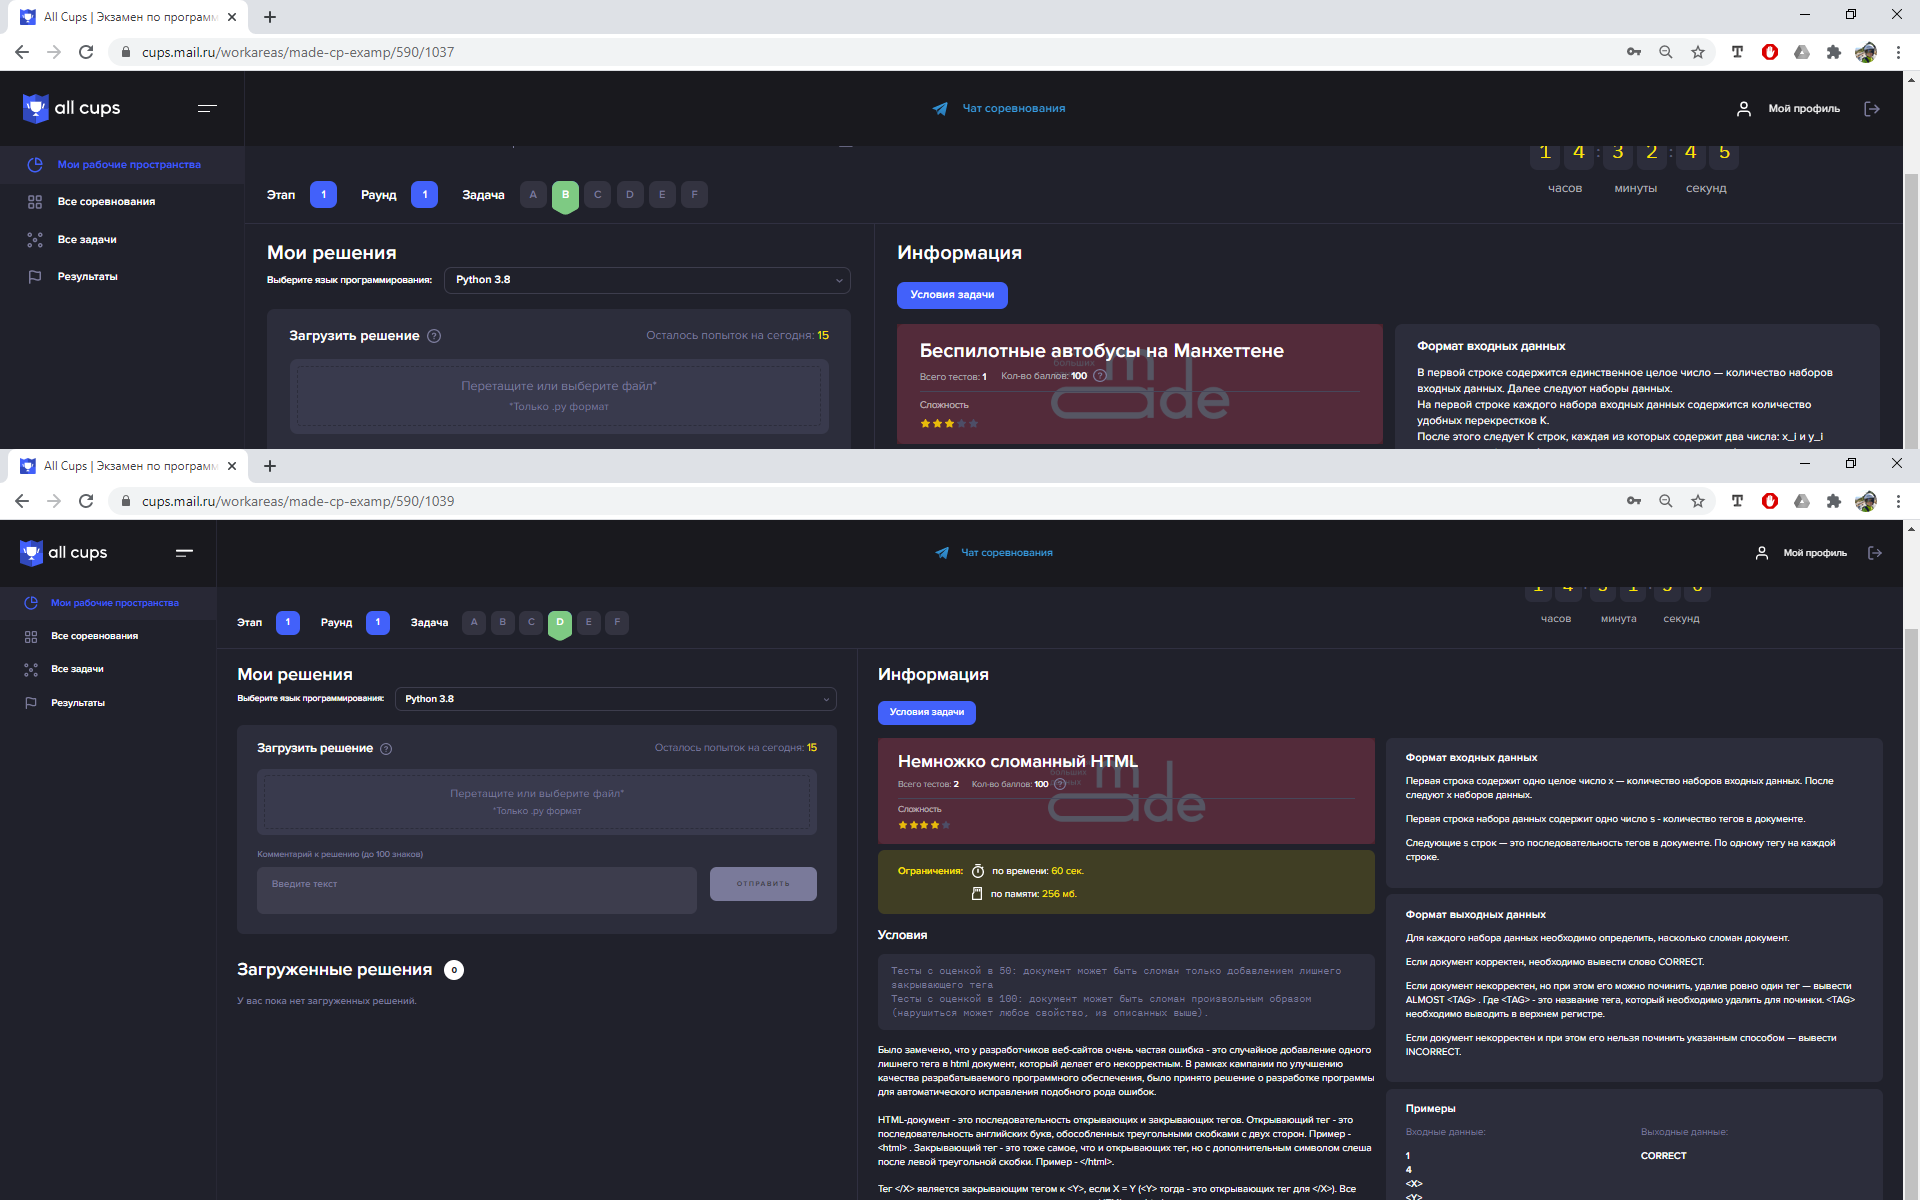 All Cups | Экзамен по программ
cups.mail.ru/workareas/made-cp-examp/590/1037
all cups
Чат соревнования
Мой профиль
Мои рабочие пространства
Все соревнования
Все задачи
Результаты
1 4 : 3 2 : 4 5
часов минуты секунд
Этап 1 Раунд 1 Задача A B C D E F
Мои решения
Выберите язык программирования: Python 3.8
Загрузить решение ?
Осталось попыток на сегодня: 15
Перетащите или выберите файл*
*Только .py формат
Информация
Условия задачи
Беспилотные автобусы на Манхеттене
Всего тестов: 1 Кол-во баллов: 100 ?
Сложность
made
Формат входных данных
В первой строке содержится единственное целое число — количество наборов
входных данных. Далее следуют наборы данных.
На первой строке каждого набора входных данных содержится количество
удобных перекрестков K.
После этого следует K строк, каждая из которых содержит два числа: x_i и y_i
All Cups | Экзамен по программ
cups.mail.ru/workareas/made-cp-examp/590/1039
all cups
Чат соревнования
Мой профиль
Мои рабочие пространства
Все соревнования
Все задачи
Результаты
часов минута секунд
Этап 1 Раунд 1 Задача A B C D E F
Мои решения
Выберите язык программирования: Python 3.8
Загрузить решение ?
Осталось попыток на сегодня: 15
Перетащите или выберите файл*
*Только .py формат
Комментарий к решению (до 100 знаков)
Введите текст
ОТПРАВИТЬ
Загруженные решения 0
У вас пока нет загруженных решений.
Информация
Условия задачи
Немножко сломанный HTML
Всего тестов: 2 Кол-во баллов: 100 ?
Сложность
made
Ограничения: по времени: 60 сек.
по памяти: 256 мб.
Условия
Тесты с оценкой в 50: документ может быть сломан только добавлением лишнего
закрывающего тега
Тесты с оценкой в 100: документ может быть сломан произвольным образом
(нарушиться может любое свойство, из описанных выше).
Было замечено, что у разработчиков веб-сайтов очень частая ошибка - это случайное добавление одного
лишнего тега в html документ, который делает его некорректным. В рамках кампании по улучшению
качества разрабатываемого программного обеспечения, было принято решение о разработке программы
для автоматического исправления подобного рода ошибок.
HTML-документ - это последовательность открывающих и закрывающих тегов. Открывающий тег - это
последовательность английских букв, обособленных треугольными скобками с двух сторон. Пример -
<html> . Закрывающий тег - это тоже самое, что и открывающих тег, но с дополнительным символом слеша
после левой треугольной скобки. Пример - </html>.
Тег </X> является закрывающим тегом к <Y>, если X = Y (<Y> тогда - это открывающих тег для </X>). Все
Формат входных данных
Первая строка содержит одно целое число x — количество наборов входных данных. После
следуют x наборов данных.
Первая строка набора данных содержит одно число s - количество тегов в документе.
Следующие s строк — это последовательность тегов в документе. По одному тегу на каждой
строке.
Формат выходных данных
Для каждого набора данных необходимо определить, насколько сломан документ.
Если документ корректен, необходимо вывести слово CORRECT.
Если документ некорректен, но при этом его можно починить, удалив ровно один тег — вывести
ALMOST <TAG> . Где <TAG> - это название тега, который необходимо удалить для починки. <TAG>
необходимо выводить в верхнем регистре.
Если документ некорректен и при этом его нельзя починить указанным способом — вывести
INCORRECT.
Примеры
Входные данные: Выходные данные:
1 CORRECT
4
<X>
<Y>